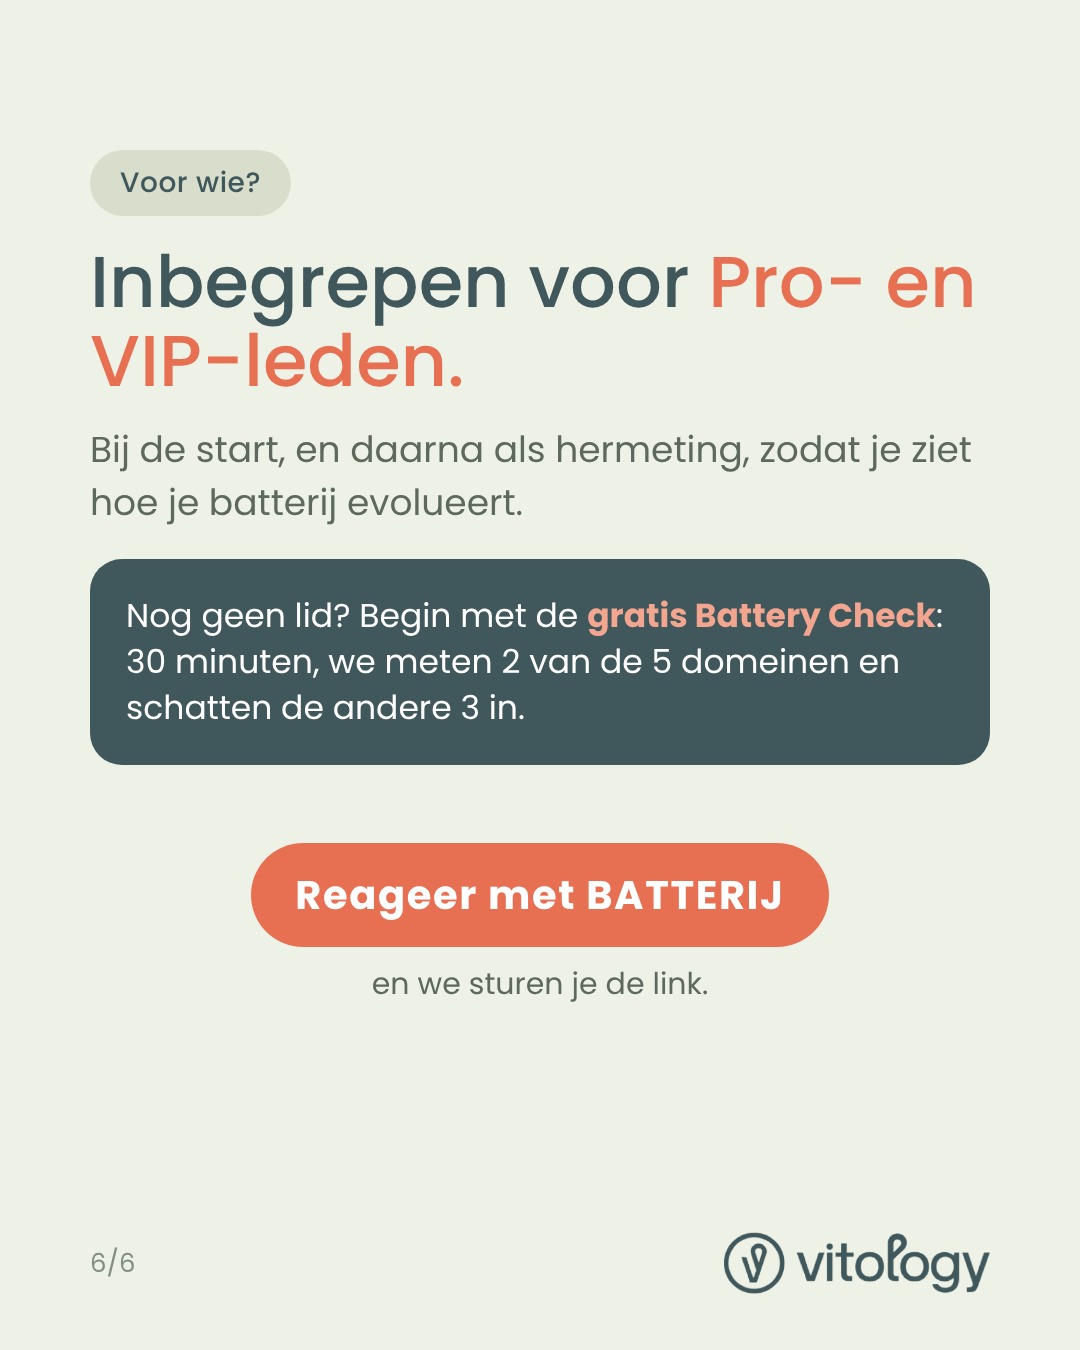 Voor wie?
Inbegrepen voor Pro- en
VIP-leden.
Bij de start, en daarna als hermeting, zodat je ziet
hoe je batterij evolueert.
Nog geen lid? Begin met de gratis Battery Check:
30 minuten, we meten 2 van de 5 domeinen en
schatten de andere 3 in.
Reageer met BATTERIJ
en we sturen je de link.
6/6
vitology